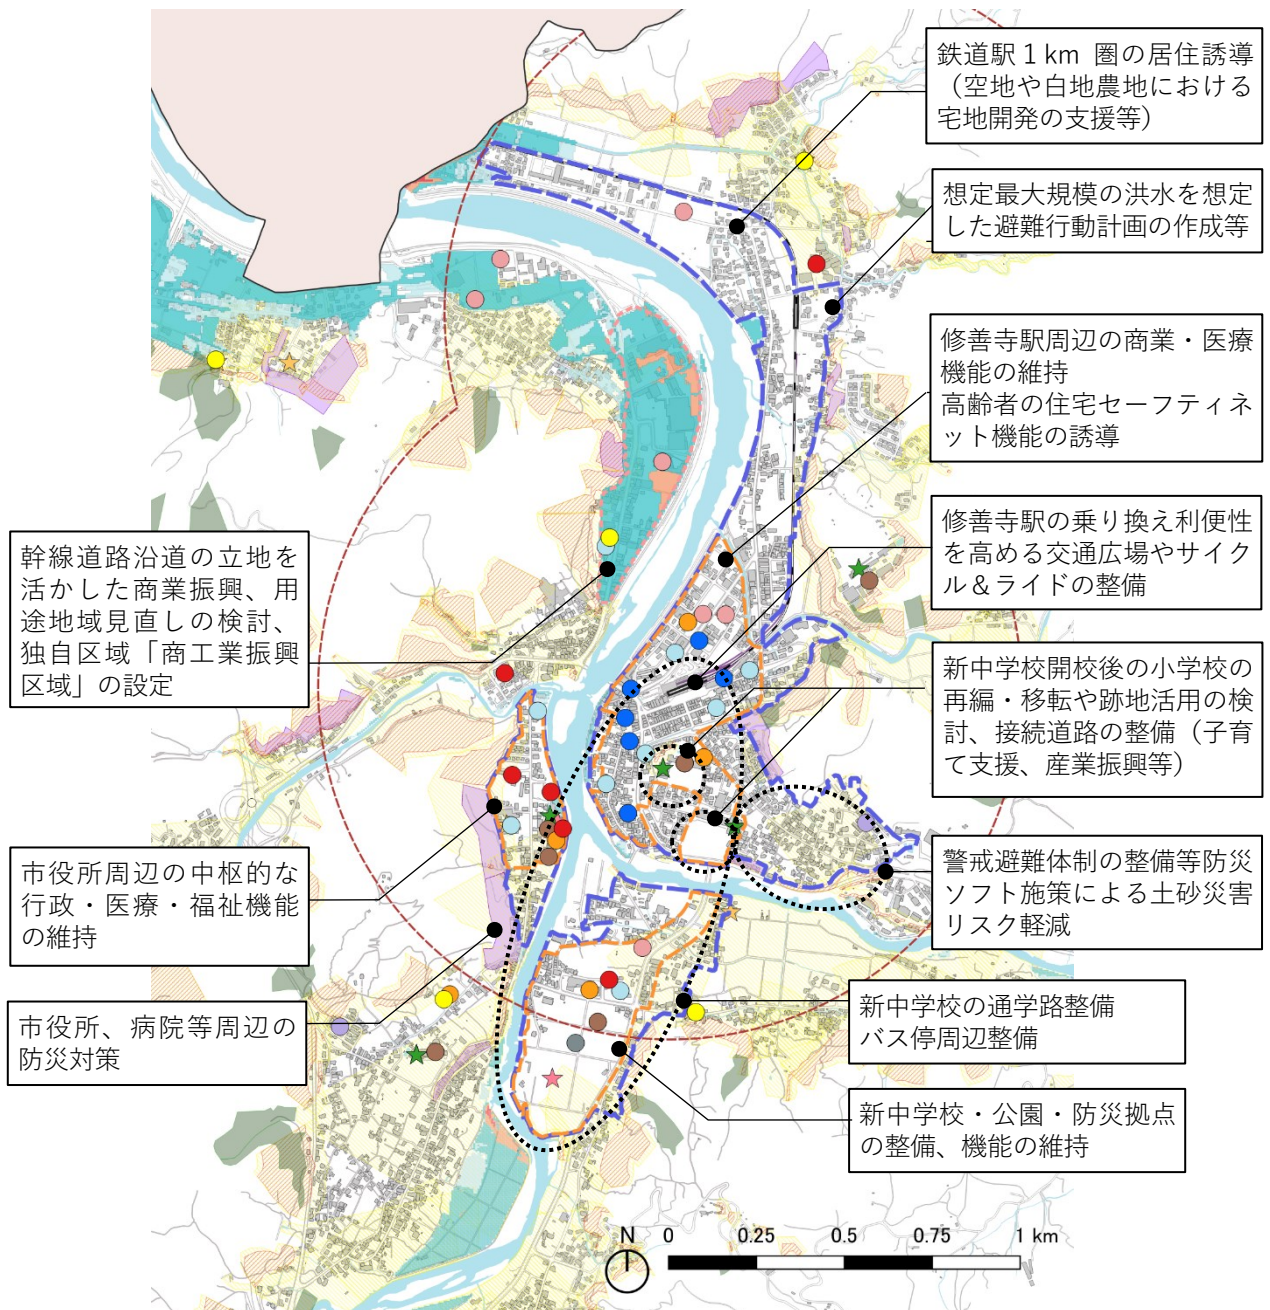 鉄道駅１km 圏の居住誘導
（空地や白地農地における
宅地開発の支援等）
想定最大規模の洪水を想定
した避難行動計画の作成等
修善寺駅周辺の商業・医療
機能の維持
高齢者の住宅セーフティネ
ット機能の誘導
修善寺駅の乗り換え利便性
を高める交通広場やサイク
ル＆ライドの整備
幹線道路沿道の立地を
活かした商業振興、用
途地域見直しの検討、
独自区域「商工業振興
区域」の設定
新中学校開校後の小学校の
再編・移転や跡地活用の検
討、接続道路の整備（子育
て支援、産業振興等）
市役所周辺の中枢的な
行政・医療・福祉機能
の維持
警戒避難体制の整備等防災
ソフト施策による土砂災害
リスク軽減
市役所、病院等周辺の
防災対策
新中学校の通学路整備
バス停周辺整備
新中学校・公園・防災拠点
の整備、機能の維持
N 0 0.25 0.5 0.75 1 km